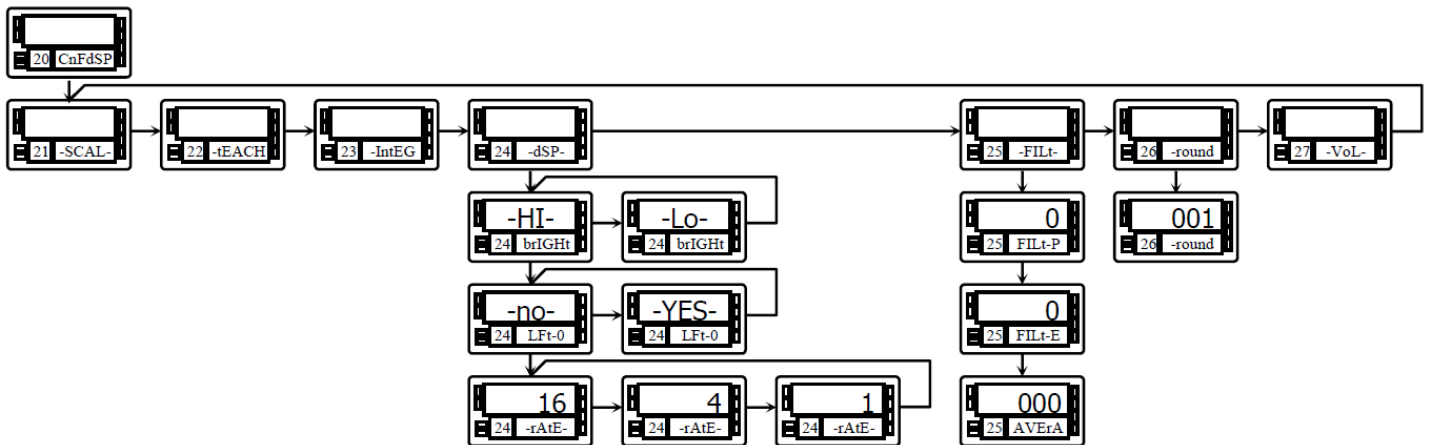 20 CnFdSP
21 -SCAL- 22 -tEACH 23 -IntEG 24 -dSP- 25 -FILt- 26 -round 27 -VoL-
-HI- -Lo- 0 001
24 brIGHt 24 brIGHt 25 FILt-P 26 -round
-no- -YES- 0
24 LFt-0 24 LFt-0 25 FILt-E
16 4 1 000
24 -rAtE- 24 -rAtE- 24 -rAtE- 25 AVErA